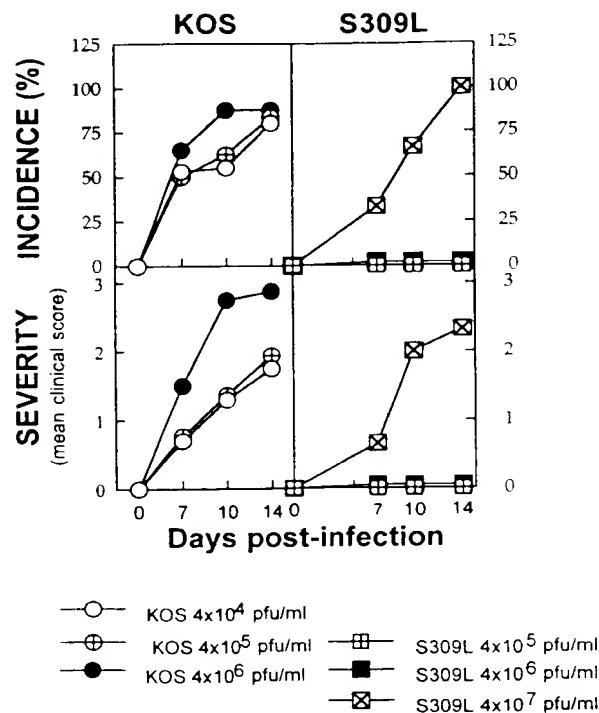 KOS S309L
INCIDENCE (%)
125
100
75
50
25
0
125
100
75
50
25
0
SEVERITY
(mean clinical score)
3
2
1
0
3
2
1
0
0 7 10 14 0 7 10 14
Days post-infection
KOS 4x10⁴ pfu/ml
KOS 4x10⁵ pfu/ml S309L 4x10⁵ pfu/ml
KOS 4x10⁶ pfu/ml S309L 4x10⁶ pfu/ml
S309L 4x10⁷ pfu/ml